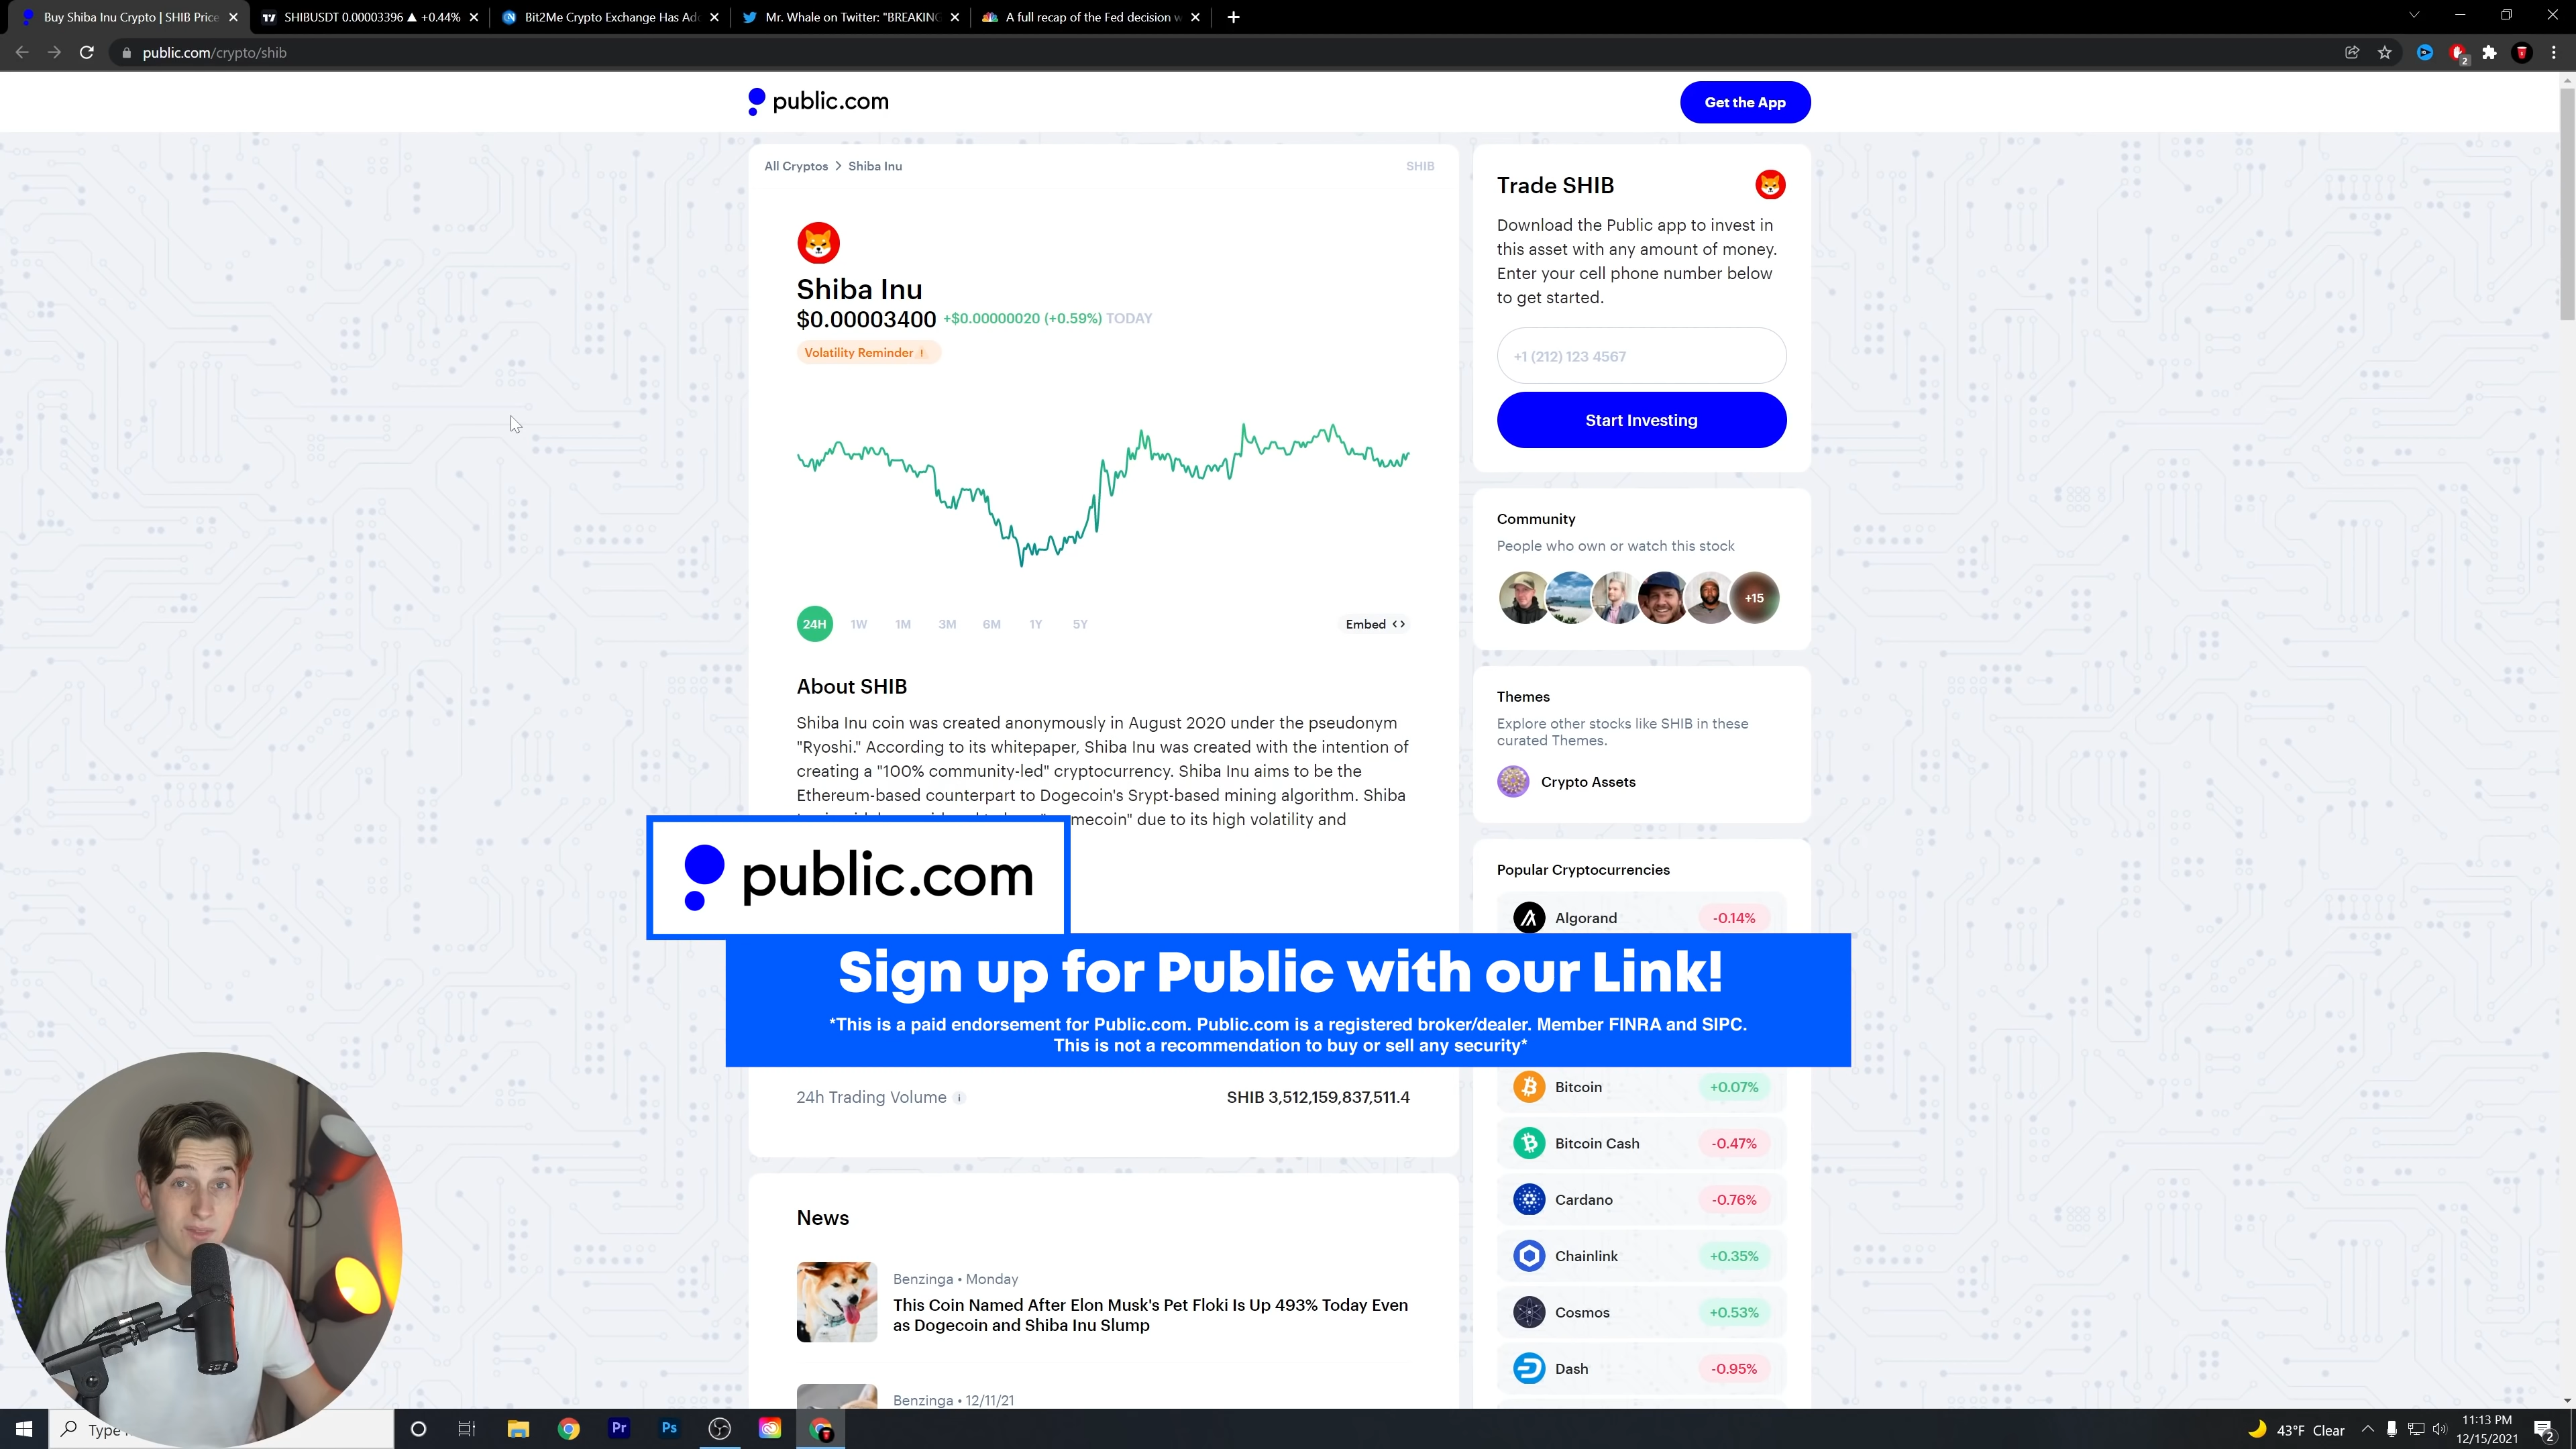 Buy Shiba Inu Crypto | SHIB Price
SHIBUSDT 0.00003396 ▲ +0.44%
Bit2Me Crypto Exchange Has Ad
Mr. Whale on Twitter: "BREAKING
A full recap of the Fed decision w
public.com/crypto/shib
2
public.com
Get the App
All Cryptos > Shiba Inu
SHIB
Shiba Inu
$0.00003400 +$0.00000020 (+0.59%) TODAY
Volatility Reminder !
24H 1W 1M 3M 6M 1Y 5Y
Embed <>
About SHIB
Shiba Inu coin was created anonymously in August 2020 under the pseudonym
"Ryoshi." According to its whitepaper, Shiba Inu was created with the intention of
creating a "100% community-led" cryptocurrency. Shiba Inu aims to be the
Ethereum-based counterpart to Dogecoin's Srypt-based mining algorithm. Shiba
mecoin" due to its high volatility and
public.com
Sign up for Public with our Link!
*This is a paid endorsement for Public.com. Public.com is a registered broker/dealer. Member FINRA and SIPC.
This is not a recommendation to buy or sell any security*
24h Trading Volume i
SHIB 3,512,159,837,511.4
News
Benzinga • Monday
This Coin Named After Elon Musk's Pet Floki Is Up 493% Today Even
as Dogecoin and Shiba Inu Slump
Benzinga • 12/11/21
Trade SHIB
Download the Public app to invest in
this asset with any amount of money.
Enter your cell phone number below
to get started.
+1 (212) 123 4567
Start Investing
Community
People who own or watch this stock
+15
Themes
Explore other stocks like SHIB in these
curated Themes.
Crypto Assets
Popular Cryptocurrencies
Algorand -0.14%
Bitcoin +0.07%
Bitcoin Cash -0.47%
Cardano -0.76%
Chainlink +0.35%
Cosmos +0.53%
Dash -0.95%
Type
Pr
Ps
43°F Clear
11:13 PM
12/15/2021
2